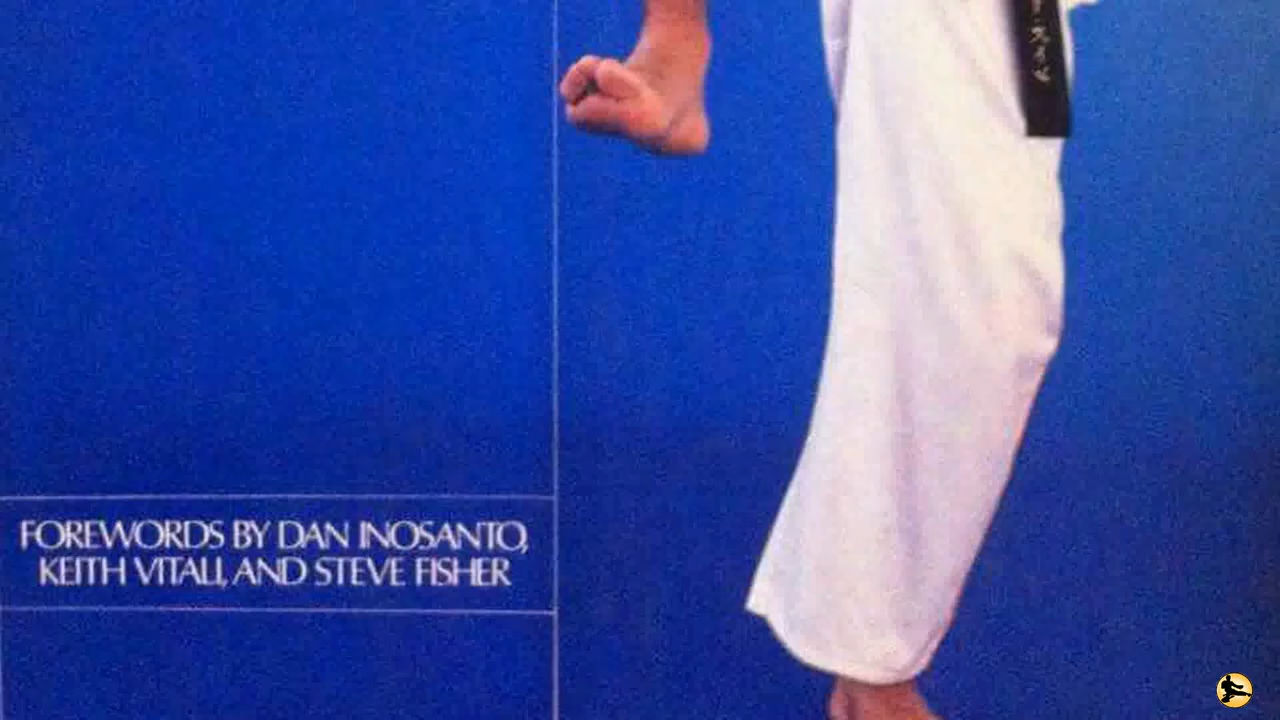 FOREWORDS BY DAN INOSANTO,
KEITH VITALI, AND STEVE FISHER